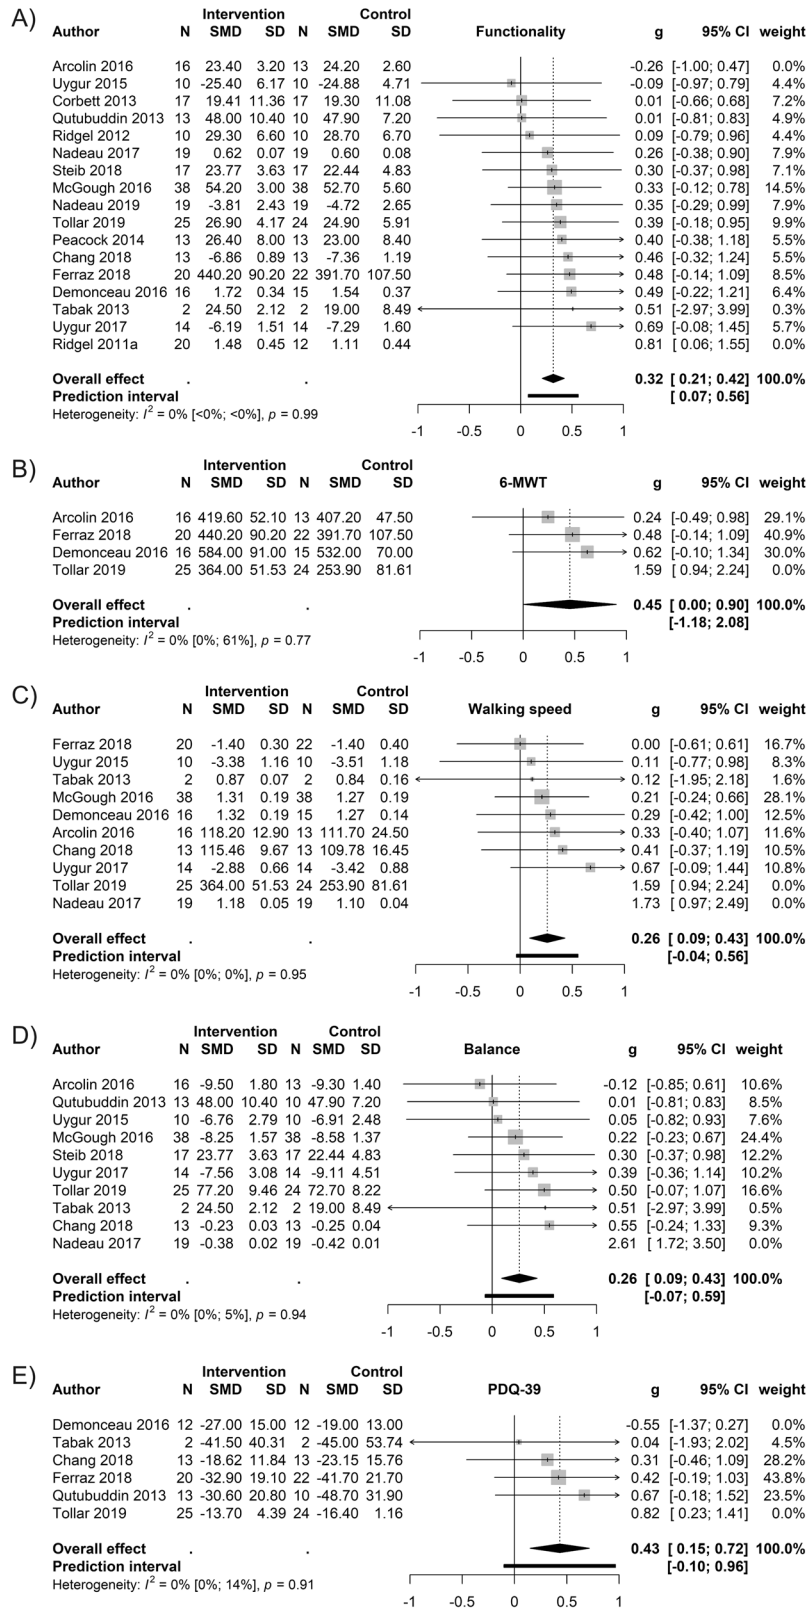 A)
Intervention Control
Author N SMD SD N SMD SD Functionality g 95% CI weight
Arcolin 2016 16 23.40 3.20 13 24.20 2.60 -0.26 [-1.00; 0.47] 0.0%
Uygur 2015 10 -25.40 6.17 10 -24.88 4.71 -0.09 [-0.97; 0.79] 4.4%
Corbett 2013 17 19.41 11.36 17 19.30 11.08 0.01 [-0.66; 0.68] 7.2%
Qutubuddin 2013 13 48.00 10.40 10 47.90 7.20 0.01 [-0.81; 0.83] 4.9%
Ridgel 2012 10 29.30 6.60 10 28.70 6.70 0.09 [-0.79; 0.96] 4.4%
Nadeau 2017 19 0.62 0.07 19 0.60 0.08 0.26 [-0.38; 0.90] 7.9%
Steib 2018 17 23.77 3.63 17 22.44 4.83 0.30 [-0.37; 0.98] 7.1%
McGough 2016 38 54.20 3.00 38 52.70 5.60 0.33 [-0.12; 0.78] 14.5%
Nadeau 2019 19 -3.81 2.43 19 -4.72 2.65 0.35 [-0.29; 0.99] 7.9%
Tollar 2019 25 26.90 4.17 24 24.90 5.91 0.39 [-0.18; 0.95] 9.9%
Peacock 2014 13 26.40 8.00 13 23.00 8.40 0.40 [-0.38; 1.18] 5.5%
Chang 2018 13 -6.86 0.89 13 -7.36 1.19 0.46 [-0.32; 1.24] 5.5%
Ferraz 2018 20 440.20 90.20 22 391.70 107.50 0.48 [-0.14; 1.09] 8.5%
Demonceau 2016 16 1.72 0.34 15 1.54 0.37 0.49 [-0.22; 1.21] 6.4%
Tabak 2013 2 24.50 2.12 2 19.00 8.49 0.51 [-2.97; 3.99] 0.3%
Uygur 2017 14 -6.19 1.51 14 -7.29 1.60 0.69 [-0.08; 1.45] 5.7%
Ridgel 2011a 20 1.48 0.45 12 1.11 0.44 0.81 [ 0.06; 1.55] 0.0%
Overall effect . . 0.32 [ 0.21; 0.42] 100.0%
Prediction interval [ 0.07; 0.56]
Heterogeneity: I² = 0% [<0%; <0%], p = 0.99
-1 -0.5 0 0.5 1
B)
Intervention Control
Author N SMD SD N SMD SD 6-MWT g 95% CI weight
Arcolin 2016 16 419.60 52.10 13 407.20 47.50 0.24 [-0.49; 0.98] 29.1%
Ferraz 2018 20 440.20 90.20 22 391.70 107.50 0.48 [-0.14; 1.09] 40.9%
Demonceau 2016 16 584.00 91.00 15 532.00 70.00 0.62 [-0.10; 1.34] 30.0%
Tollar 2019 25 364.00 51.53 24 253.90 81.61 1.59 [ 0.94; 2.24] 0.0%
Overall effect . . 0.45 [ 0.00; 0.90] 100.0%
Prediction interval [-1.18; 2.08]
Heterogeneity: I² = 0% [0%; 61%], p = 0.77
-1 -0.5 0 0.5 1
C)
Intervention Control
Author N SMD SD N SMD SD Walking speed g 95% CI weight
Ferraz 2018 20 -1.40 0.30 22 -1.40 0.40 0.00 [-0.61; 0.61] 16.7%
Uygur 2015 10 -3.38 1.16 10 -3.51 1.18 0.11 [-0.77; 0.98] 8.3%
Tabak 2013 2 0.87 0.07 2 0.84 0.16 0.12 [-1.95; 2.18] 1.6%
McGough 2016 38 1.31 0.19 38 1.27 0.19 0.21 [-0.24; 0.66] 28.1%
Demonceau 2016 16 1.32 0.19 15 1.27 0.14 0.29 [-0.42; 1.00] 12.5%
Arcolin 2016 16 118.20 12.90 13 111.70 24.50 0.33 [-0.40; 1.07] 11.6%
Chang 2018 13 115.46 9.67 13 109.78 16.45 0.41 [-0.37; 1.19] 10.5%
Uygur 2017 14 -2.88 0.66 14 -3.42 0.88 0.67 [-0.09; 1.44] 10.8%
Tollar 2019 25 364.00 51.53 24 253.90 81.61 1.59 [ 0.94; 2.24] 0.0%
Nadeau 2017 19 1.18 0.05 19 1.10 0.04 1.73 [ 0.97; 2.49] 0.0%
Overall effect . . 0.26 [ 0.09; 0.43] 100.0%
Prediction interval [-0.04; 0.56]
Heterogeneity: I² = 0% [0%; 0%], p = 0.95
-1 -0.5 0 0.5 1
D)
Intervention Control
Author N SMD SD N SMD SD Balance g 95% CI weight
Arcolin 2016 16 -9.50 1.80 13 -9.30 1.40 -0.12 [-0.85; 0.61] 10.6%
Qutubuddin 2013 13 48.00 10.40 10 47.90 7.20 0.01 [-0.81; 0.83] 8.5%
Uygur 2015 10 -6.76 2.79 10 -6.91 2.48 0.05 [-0.82; 0.93] 7.6%
McGough 2016 38 -8.25 1.57 38 -8.58 1.37 0.22 [-0.23; 0.67] 24.4%
Steib 2018 17 23.77 3.63 17 22.44 4.83 0.30 [-0.37; 0.98] 12.2%
Uygur 2017 14 -7.56 3.08 14 -9.11 4.51 0.39 [-0.36; 1.14] 10.2%
Tollar 2019 25 77.20 9.46 24 72.70 8.22 0.50 [-0.07; 1.07] 16.6%
Tabak 2013 2 24.50 2.12 2 19.00 8.49 0.51 [-2.97; 3.99] 0.5%
Chang 2018 13 -0.23 0.03 13 -0.25 0.04 0.55 [-0.24; 1.33] 9.3%
Nadeau 2017 19 -0.38 0.02 19 -0.42 0.01 2.61 [ 1.72; 3.50] 0.0%
Overall effect . . 0.26 [ 0.09; 0.43] 100.0%
Prediction interval [-0.07; 0.59]
Heterogeneity: I² = 0% [0%; 5%], p = 0.94
-1 -0.5 0 0.5 1
E)
Intervention Control
Author N SMD SD N SMD SD PDQ-39 g 95% CI weight
Demonceau 2016 12 -27.00 15.00 12 -19.00 13.00 -0.55 [-1.37; 0.27] 0.0%
Tabak 2013 2 -41.50 40.31 2 -45.00 53.74 0.04 [-1.93; 2.02] 4.5%
Chang 2018 13 -18.62 11.84 13 -23.15 15.76 0.31 [-0.46; 1.09] 28.2%
Ferraz 2018 20 -32.90 19.10 22 -41.70 21.70 0.42 [-0.19; 1.03] 43.8%
Qutubuddin 2013 13 -30.60 20.80 10 -48.70 31.90 0.67 [-0.18; 1.52] 23.5%
Tollar 2019 25 -13.70 4.39 24 -16.40 1.16 0.82 [ 0.23; 1.41] 0.0%
Overall effect . . 0.43 [ 0.15; 0.72] 100.0%
Prediction interval [-0.10; 0.96]
Heterogeneity: I² = 0% [0%; 14%], p = 0.91
-1 -0.5 0 0.5 1